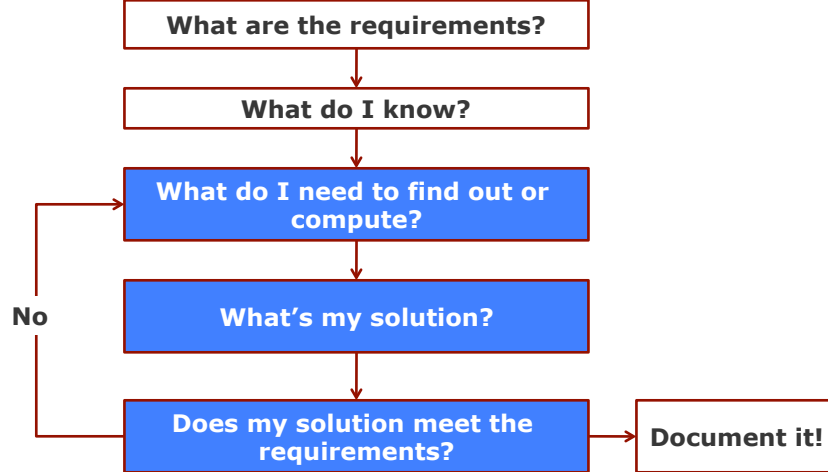 What are the requirements?
What do I know?
What do I need to find out or
compute?
What's my solution?
No
Does my solution meet the
requirements?
Document it!